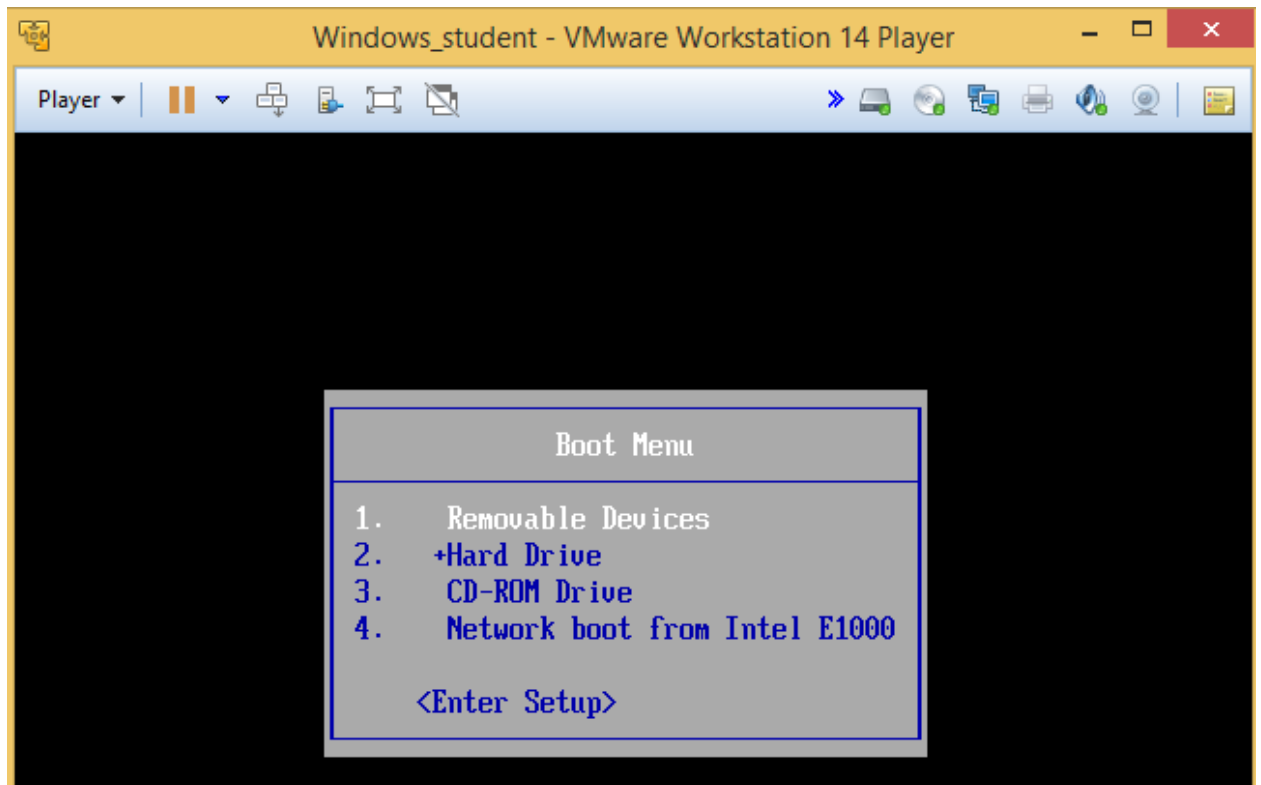 Windows_student - VMware Workstation 14 Player
Player
Boot Menu
1. Removable Devices
2. +Hard Drive
3. CD-ROM Drive
4. Network boot from Intel E1000
<Enter Setup>